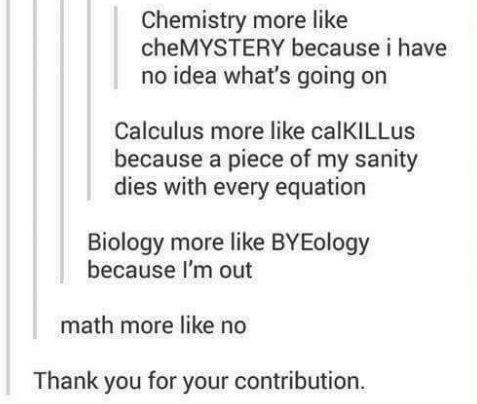 Chemistry more like
cheMYSTERY because i have
no idea what's going on
Calculus more like calKILLus
because a piece of my sanity
dies with every equation
Biology more like BYEology
because I'm out
math more like no
Thank you for your contribution.